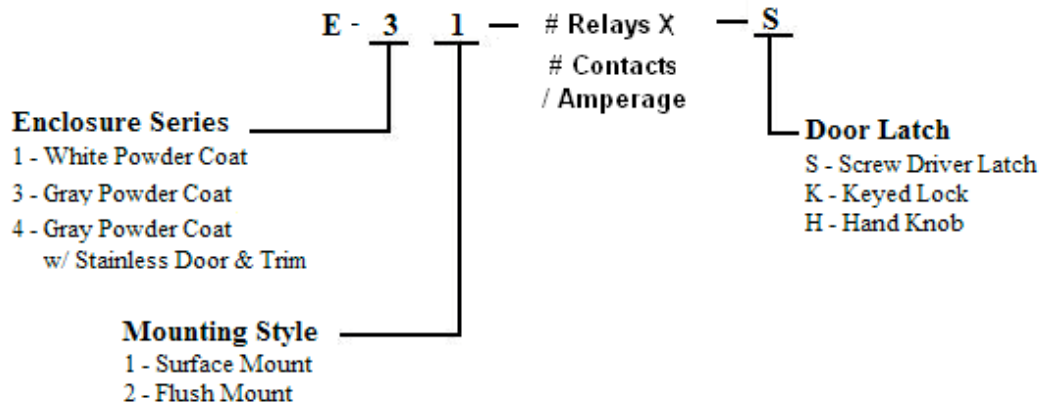 E - 3 1 — # Relays X — S
# Contacts
/ Amperage
Enclosure Series
1 - White Powder Coat
3 - Gray Powder Coat
4 - Gray Powder Coat
w/ Stainless Door & Trim
Door Latch
S - Screw Driver Latch
K - Keyed Lock
H - Hand Knob
Mounting Style
1 - Surface Mount
2 - Flush Mount